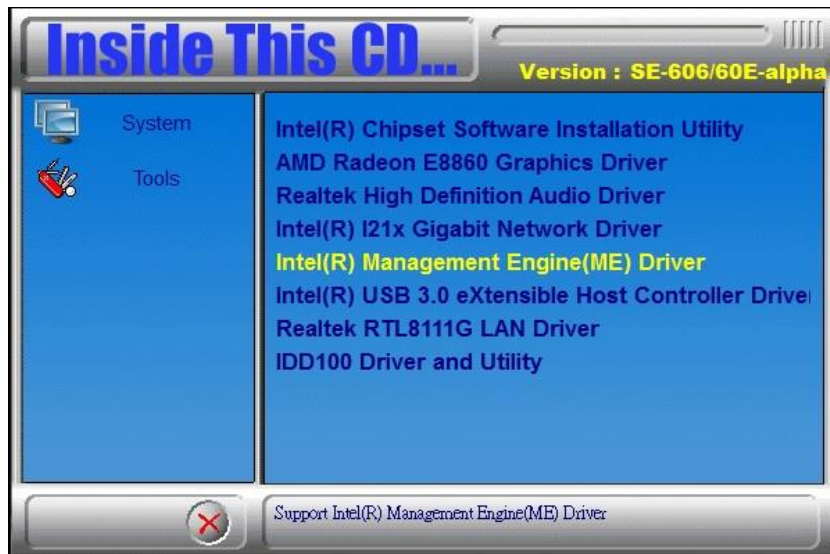 Inside This CD...
Version : SE-606/60E-alpha
System
Tools
Intel(R) Chipset Software Installation Utility
AMD Radeon E8860 Graphics Driver
Realtek High Definition Audio Driver
Intel(R) I21x Gigabit Network Driver
Intel(R) Management Engine(ME) Driver
Intel(R) USB 3.0 eXtensible Host Controller Driver
Realtek RTL8111G LAN Driver
IDD100 Driver and Utility
Support Intel(R) Management Engine(ME) Driver